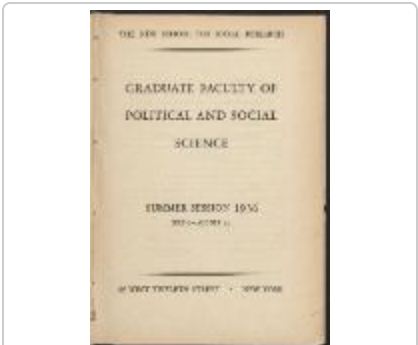 THE NEW SCHOOL FOR SOCIAL RESEARCH
GRADUATE FACULTY OF
POLITICAL AND SOCIAL
SCIENCE
SUMMER SESSION 1936
WEST TWELFTH STREET · NEW YORK